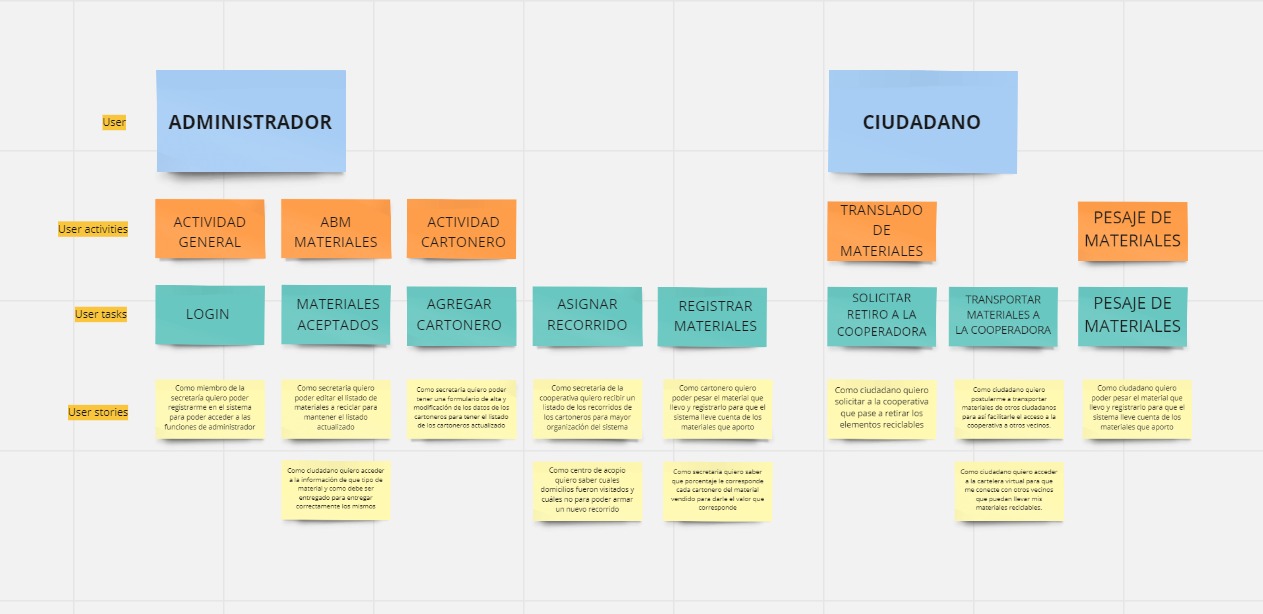 User
ADMINISTRADOR
CIUDADANO
User activities
ACTIVIDAD
GENERAL
ABM
MATERIALES
ACTIVIDAD
CARTONERO
TRANSLADO
DE
MATERIALES
PESAJE DE
MATERIALES
User tasks
LOGIN
MATERIALES
ACEPTADOS
AGREGAR
CARTONERO
ASIGNAR
RECORRIDO
REGISTRAR
MATERIALES
SOLICITAR
RETIRO A LA
COOPERADORA
TRANSPORTAR
MATERIALES A
LA COOPERADORA
PESAJE DE
MATERIALES
User stories
Como miembro de la
secretaría quiero poder
registrarme en el sistema
para poder acceder a las
funciones de administrador
Como secretaria quiero
poder editar el listado de
materiales a reciclar para
mantener el listado
actualizado
Como secretaria quiero poder
tener una formulario de alta y
modificación de los datos de los
cartoneros para tener el listado
de los cartoneros actualizado
Como secretaria de la
cooperativa quiero recibir un
listado de los recorridos de
los cartoneros para mayor
organización del sistema
Como cartonero quiero
poder pesar el material que
llevo y registrarlo para que el
sistema lleve cuenta de los
materiales que aporto
Como ciudadano quiero
solicitar a la cooperativa
que pase a retirar los
elementos reciclables
Como ciudadano quiero
postularme a transportar
materiales de otros ciudadanos
para asi facilitarle el acceso a la
cooperativa a otros vecinos.
Como ciudadano quiero
poder pesar el material que
llevo y registrarlo para que el
sistema lleve cuenta de los
materiales que aporto
Como ciudadano quiero acceder
a la información de que tipo de
material y como debe ser
entregado para entregar
correctamente los mismos
Como centro de acopio
quiero saber cuales
domicilios fueron visitados y
cuáles no para poder armar
un nuevo recorrido
Como secretaria quiero saber
que porcentaje le corresponde
cada cartonero del material
vendido para darle el valor que
corresponde
Como ciudadano quiero acceder
a la cartelera virtual para que
me conecte con otros vecinos
que puedan llevar mis
materiales reciclables.